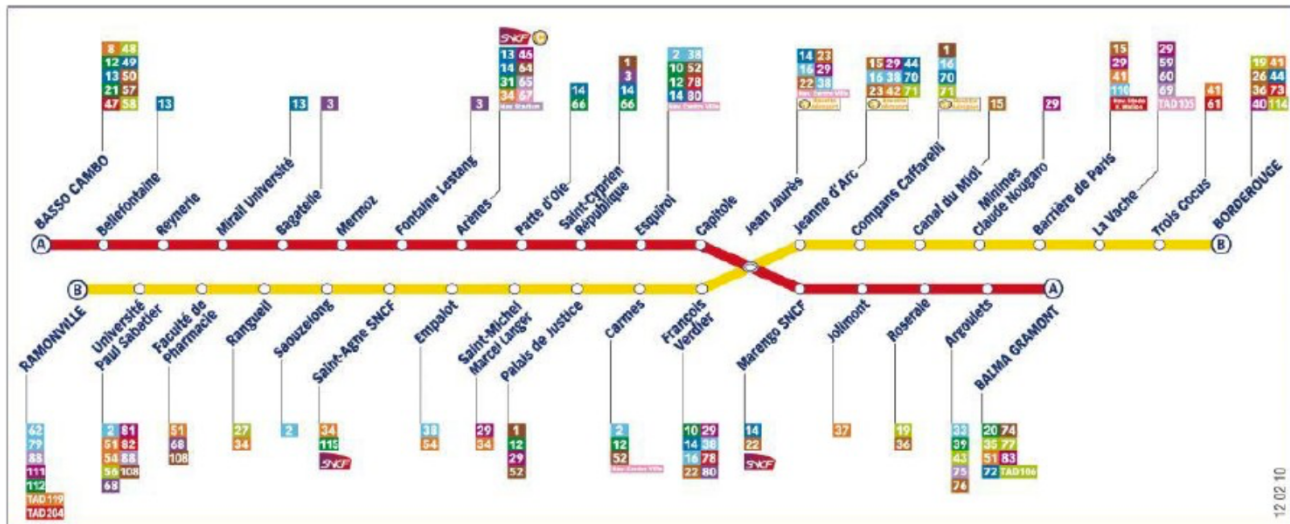 SNCF
8 48
12 49
13 50
21 57
47 58
13
13
3
3
13 46
14 64
31 65
34 67
14
66
1
3
14
66
2 38
10 52
12 78
14 80
14 23
16 29
22 38
15 29 44
16 38 70
23 42 71
1
16
70
71
15
29
15
29
41
110
29
59
60
69
TAD 105
41
61
19 41
26 44
36 73
40 114
BASSO CAMBO
Bellefontaine
Reynerie
Mirail Université
Bagatelle
Mermoz
Fontaine Lestang
Arènes
Patte d'Oie
Saint-Cyprien
République
Esquirol
Capitole
Jean Jaurès
Jeanne d'Arc
Compans Caffarelli
Canal du Midi
Minimes
Claude Nougaro
Barrière de Paris
La Vache
Trois Cocus
BORDEROUGE
A
B
B
A
RAMONVILLE
Université
Paul Sabatier
Faculté de
Pharmacie
Rangueil
Saouzelong
Saint-Agne SNCF
Empalot
Saint-Michel
Marcel Langer
Palais de Justice
Carmes
François
Verdier
Marengo SNCF
Jolimont
Roseraie
Argoulets
BALMA GRAMONT
62
79
88
111
112
TAD 119
TAD 204
2 81
51 82
54 88
56 108
68
51
68
108
27
34
2
34
115
SNCF
38
54
29
34
1
12
29
52
2
12
52
10 29
14 38
16 78
22 80
14
22
SNCF
37
19
36
33
39
43
75
76
20 74
35 77
51 83
72 TAD 106
12 02 10